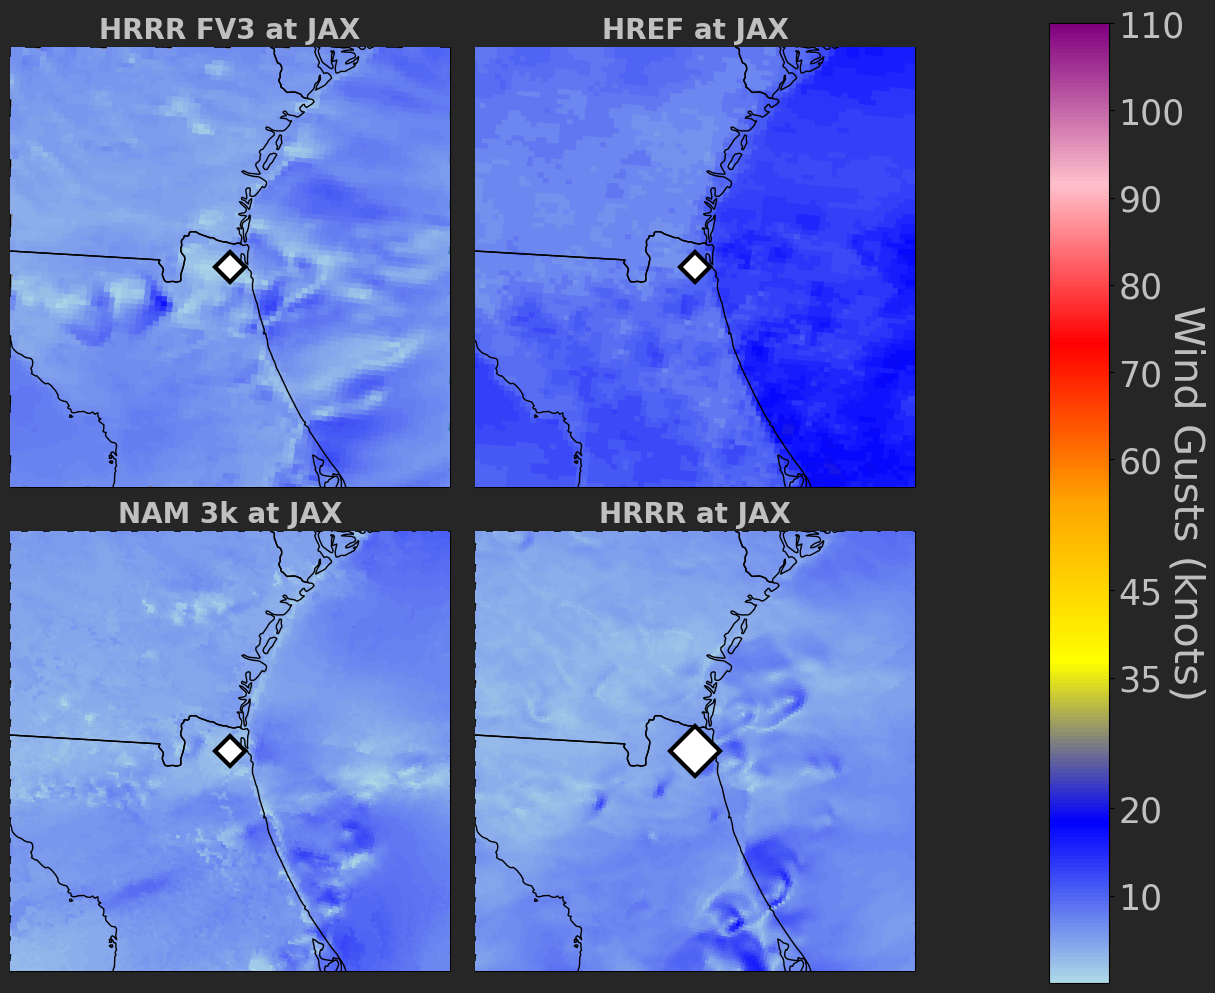 HRRR FV3 at JAX
HREF at JAX
NAM 3k at JAX
HRRR at JAX
110
100
90
80
70
60
45
35
20
10
Wind Gusts (knots)